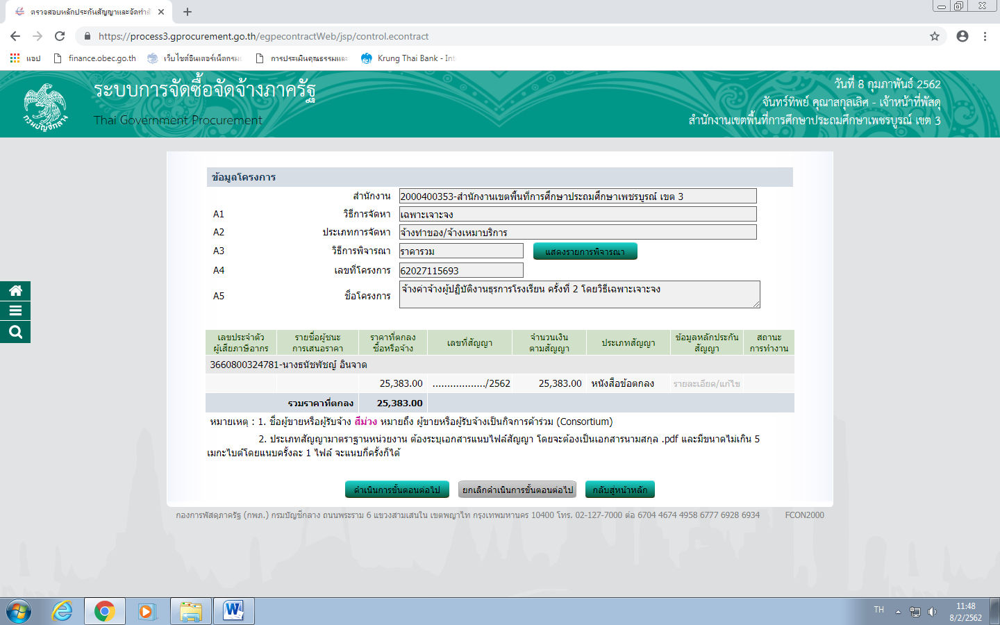 ตรวจสอบหลักประกันสัญญาและจัดทำสั
https://process3.gprocurement.go.th/egpecontractWeb/jsp/control.econtract
แอป finance.obec.go.th เว็บไซต์อินเตอร์เน็ตกรม การประเมินคุณธรรมและ Krung Thai Bank - Int
ระบบการจัดซื้อจัดจ้างภาครัฐ
Thai Government Procurement
กรมบัญชีกลาง
วันที่ 8 กุมภาพันธ์ 2562
จันทร์ทิพย์ คุณาสกุลเลิศ - เจ้าหน้าที่พัสดุ
สำนักงานเขตพื้นที่การศึกษาประถมศึกษาเพชรบูรณ์ เขต 3
ข้อมูลโครงการ
สำนักงาน 2000400353-สำนักงานเขตพื้นที่การศึกษาประถมศึกษาเพชรบูรณ์ เขต 3
A1 วิธีการจัดหา เฉพาะเจาะจง
A2 ประเภทการจัดหา จ้างทำของ/จ้างเหมาบริการ
A3 วิธีการพิจารณา ราคารวม แสดงรายการพิจารณา
A4 เลขที่โครงการ 62027115693
A5 ชื่อโครงการ จ้างค่าจ้างผู้ปฏิบัติงานธุรการโรงเรียน ครั้งที่ 2 โดยวิธีเฉพาะเจาะจง
เลขประจำตัวผู้เสียภาษีอากร รายชื่อผู้ชนะการเสนอราคา ราคาที่ตกลงซื้อหรือจ้าง เลขที่สัญญา จำนวนเงินตามสัญญา ประเภทสัญญา ข้อมูลหลักประกันสัญญา สถานะการทำงาน
3660800324781-นางธนัชพัชญ์ อินจาด
25,383.00 ................../2562 25,383.00 หนังสือข้อตกลง รายละเอียด/แก้ไข
รวมราคาที่ตกลง 25,383.00
หมายเหตุ : 1. ชื่อผู้ขายหรือผู้รับจ้าง สีม่วง หมายถึง ผู้ขายหรือผู้รับจ้างเป็นกิจการค้าร่วม (Consortium)
2. ประเภทสัญญามาตราฐานหน่วยงาน ต้องระบุเอกสารแนบไฟล์สัญญา โดยจะต้องเป็นเอกสารนามสกุล .pdf และมีขนาดไม่เกิน 5
เมกะไบต์โดยแนบครั้งละ 1 ไฟล์ จะแนบกี่ครั้งก็ได้
ดำเนินการขั้นตอนต่อไป ยกเลิกดำเนินการขั้นตอนต่อไป กลับสู่หน้าหลัก
กองการพัสดุภาครัฐ (กพภ.) กรมบัญชีกลาง ถนนพระราม 6 แขวงสามเสนใน เขตพญาไท กรุงเทพมหานคร 10400 โทร. 02-127-7000 ต่อ 6704 4674 4958 6777 6928 6934 FCON2000
TH
11:48
8/2/2562